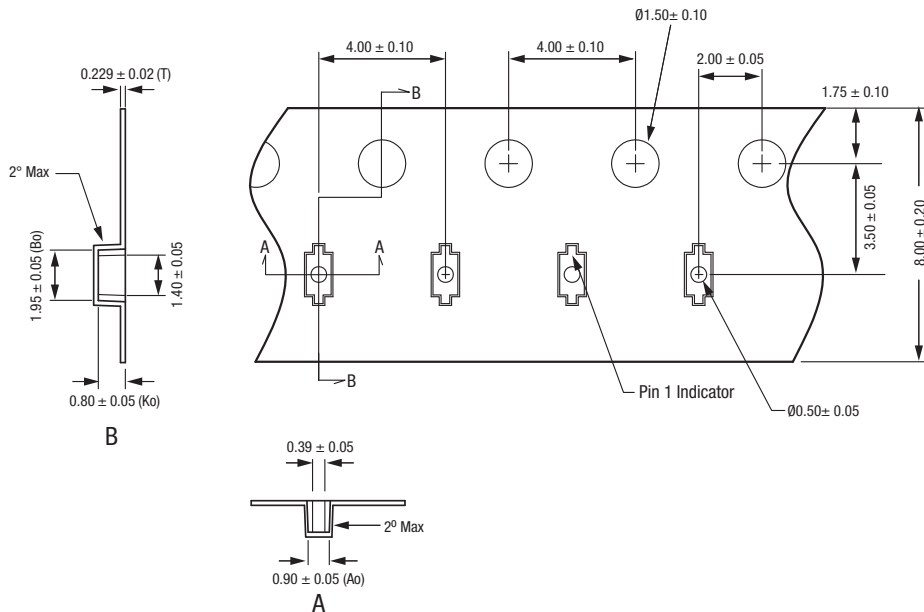 Ø1.50± 0.10
4.00 ± 0.10
4.00 ± 0.10
2.00 ± 0.05
0.229 ± 0.02 (T)
1.75 ± 0.10
B
2° Max
3.50 ± 0.05
8.00 ± 0.20
A
A
1.95 ± 0.05 (Bo)
1.40 ± 0.05
B
Pin 1 Indicator
0.80 ± 0.05 (Ko)
Ø0.50± 0.05
B
0.39 ± 0.05
2º Max
0.90 ± 0.05 (Ao)
A